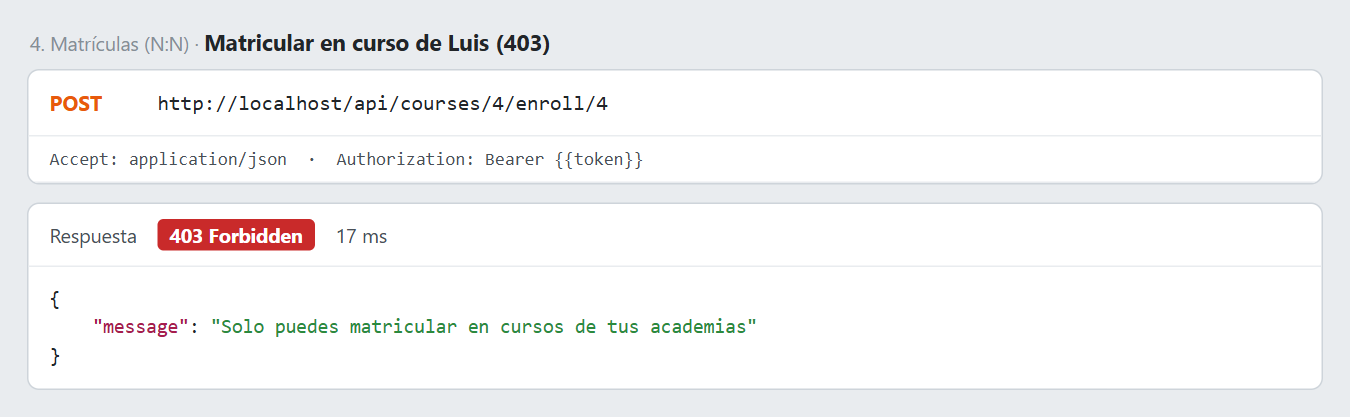 4. Matrículas (N:N) · Matricular en curso de Luis (403)
POST http://localhost/api/courses/4/enroll/4
Accept: application/json · Authorization: Bearer {{token}}
Respuesta 403 Forbidden 17 ms
{
"message": "Solo puedes matricular en cursos de tus academias"
}